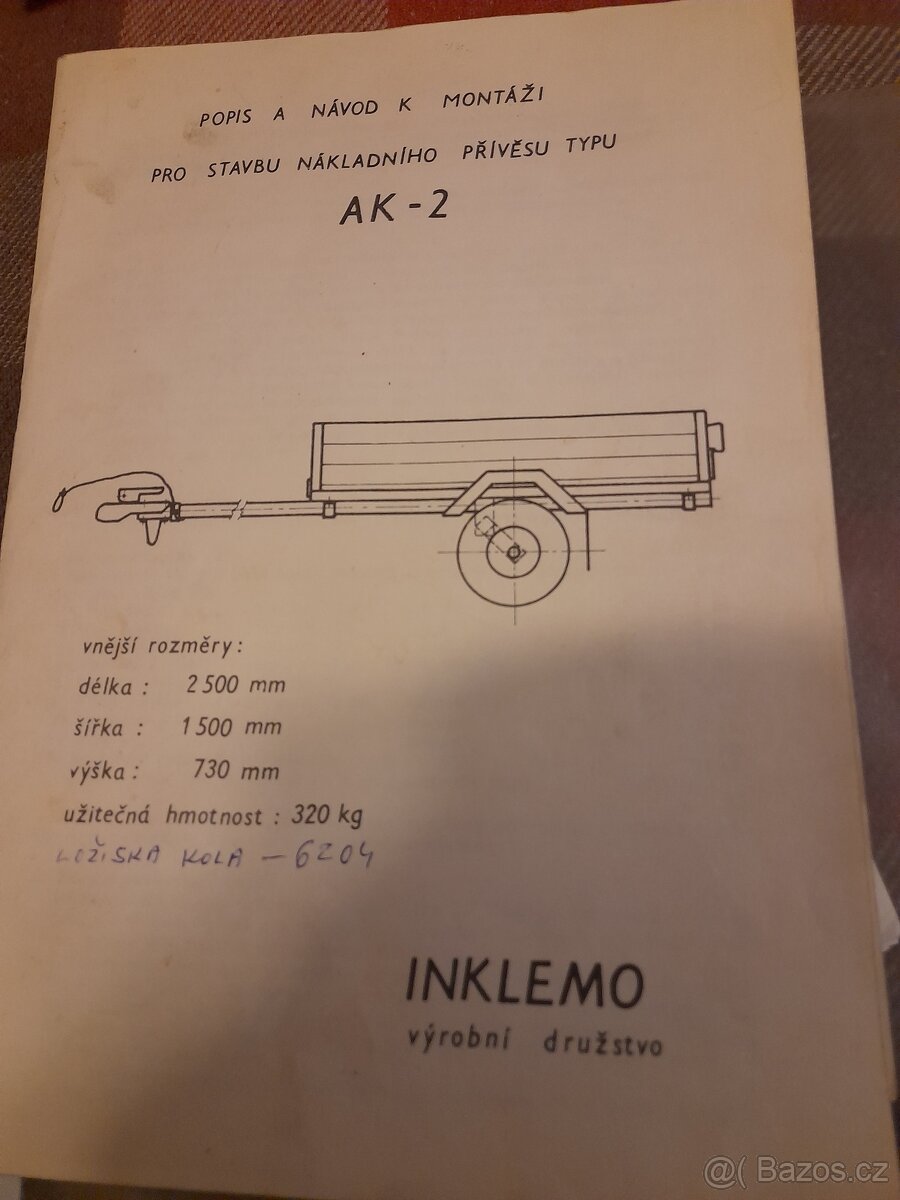 POPIS A NÁVOD K MONTÁŽI
PRO STAVBU NÁKLADNÍHO PŘÍVĚSU TYPU
AK-2
vnější rozměry:
délka: 2 500 mm
šířka: 1 500 mm
výška: 730 mm
užitečná hmotnost: 320 kg
LOŽISKA KOLA – 6204
INKLEMO
výrobní družstvo
@( Bazos.cz